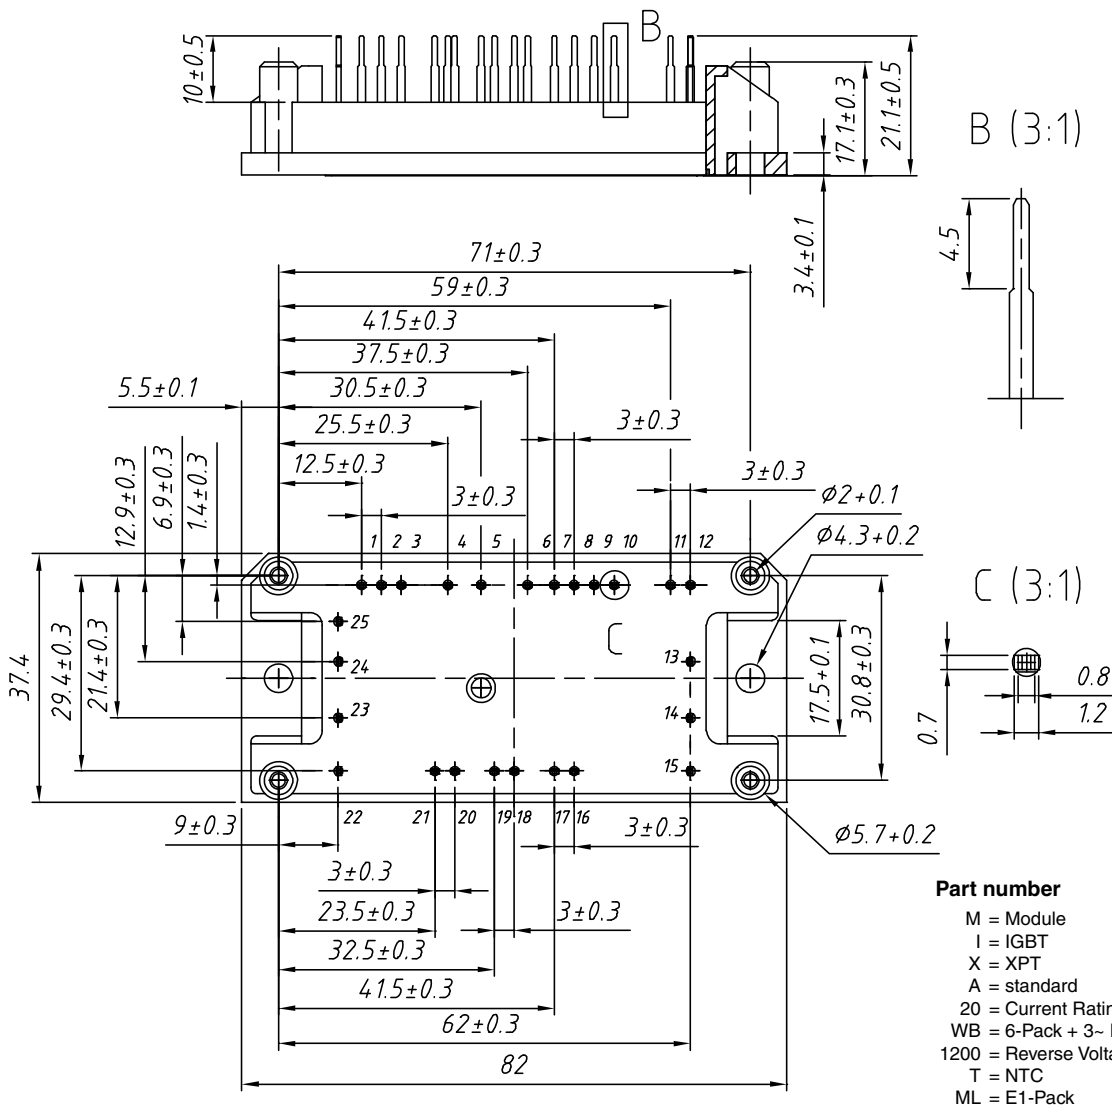 B
10±0.5
17.1±0.3
21.1±0.5
3.4±0.1
B (3:1)
4.5
71±0.3
59±0.3
41.5±0.3
37.5±0.3
5.5±0.1
30.5±0.3
25.5±0.3
3±0.3
12.5±0.3
3±0.3
3±0.3
12.9±0.3
6.9±0.3
1.4±0.3
Ø2+0.1
Ø4.3+0.2
1 2 3 4 5 6 7 8 9 10 11 12
C (3:1)
25
C
24
13
37.4
29.4±0.3
21.4±0.3
17.5+0.1
30.8±0.3
0.7
0.8
1.2
23
14
15
22 21 20 19 18 17 16
9±0.3
3±0.3
Ø5.7+0.2
3±0.3
23.5±0.3
3±0.3
32.5±0.3
41.5±0.3
62±0.3
82
Part number
M = Module
I = IGBT
X = XPT
A = standard
20 = Current
WB = 6-Pack + 3~
1200 = Reverse
T = NTC
ML = E1-Pack